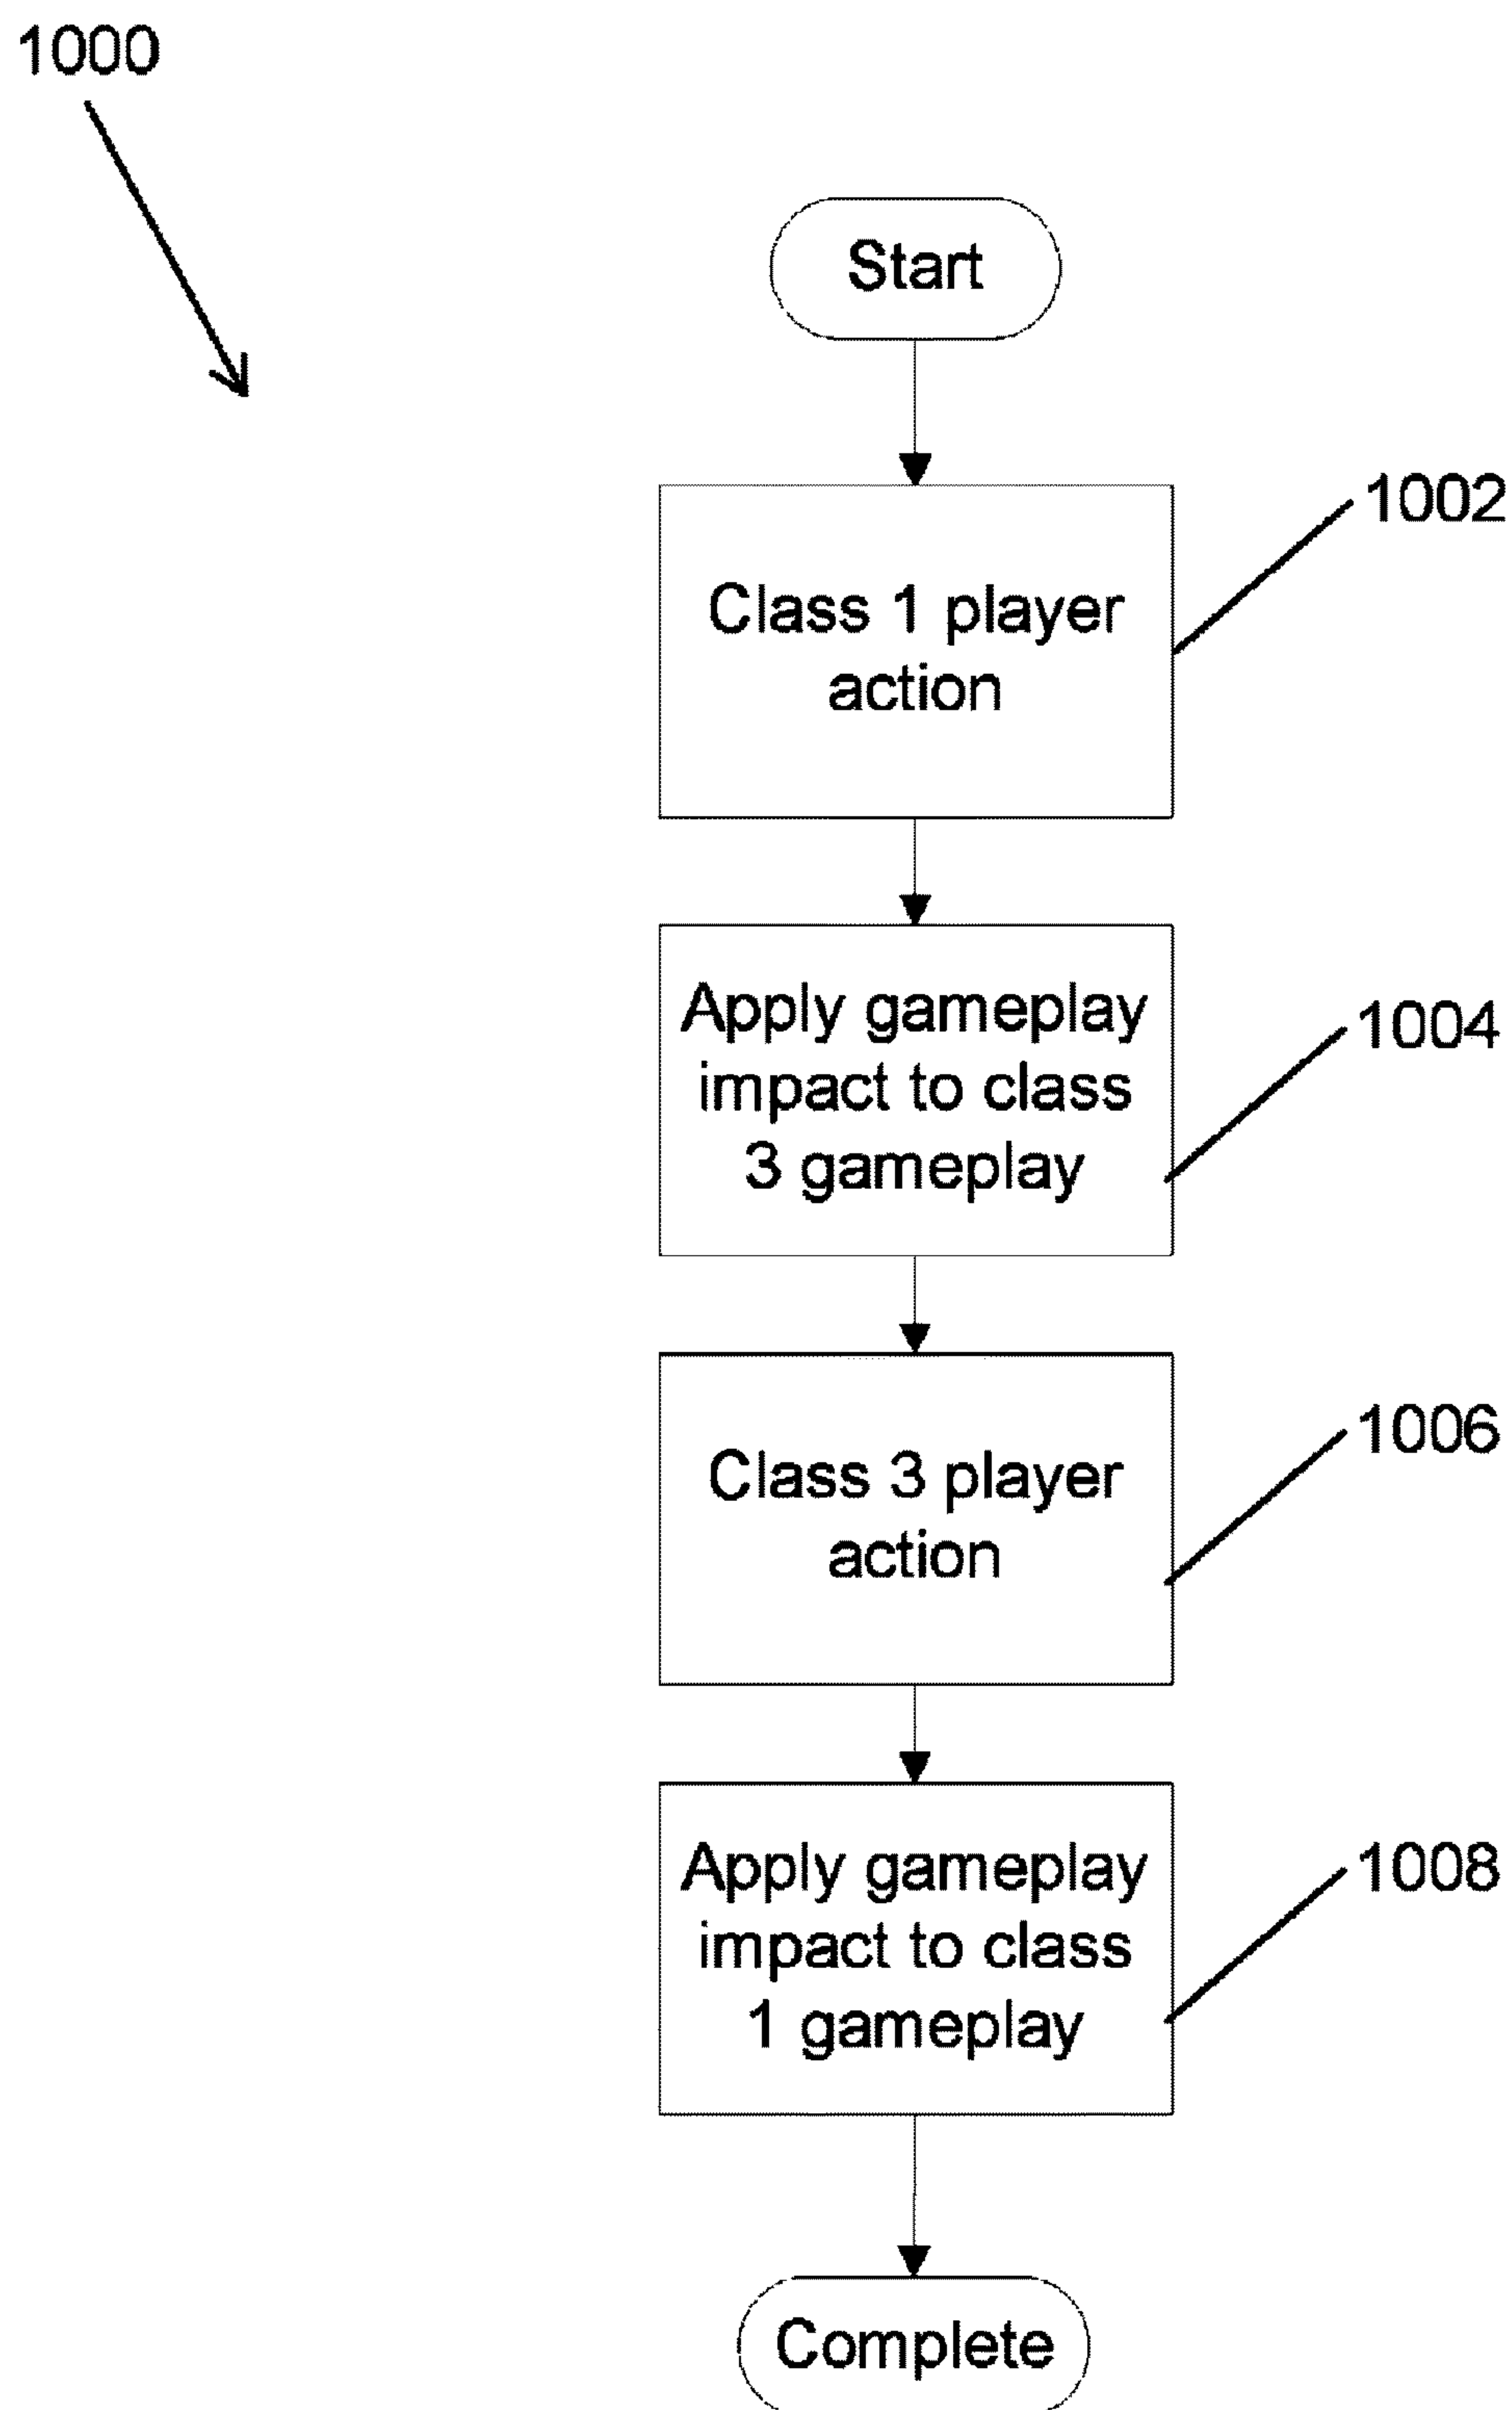 1000
Start
1002
Class 1 player
action
1004
Apply gameplay
impact to class
3 gameplay
1006
Class 3 player
action
1008
Apply gameplay
impact to class
1 gameplay
Complete